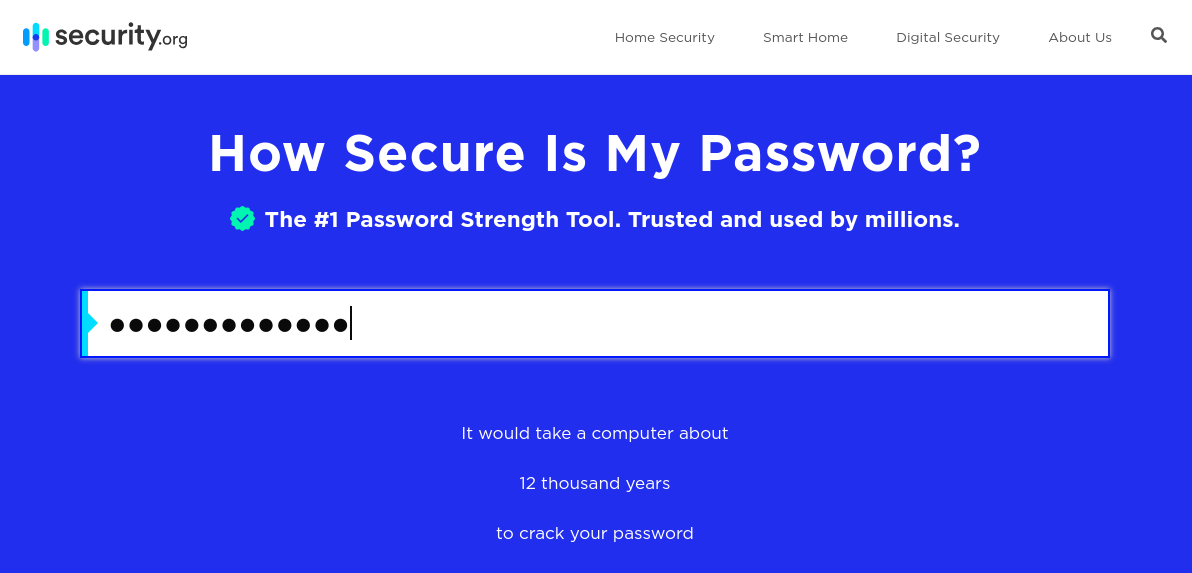 security.org
Home Security
Smart Home
Digital Security
About Us
How Secure Is My Password?
The #1 Password Strength Tool. Trusted and used by millions.
●●●●●●●●●●●●●
It would take a computer about
12 thousand years
to crack your password